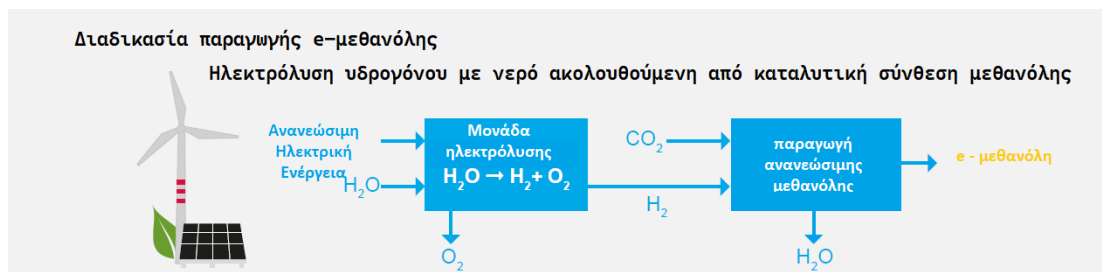 Διαδικασία παραγωγής e-μεθανόλης
Ηλεκτρόλυση υδρογόνου με νερό ακολουθούμενη από καταλυτική σύνθεση μεθανόλης
Ανανεώσιμη
Ηλεκτρική
Ενέργεια
H₂O
Μονάδα
ηλεκτρόλυσης
H₂O → H₂+ O₂
O₂
CO₂
H₂
παραγωγή
ανανεώσιμης
μεθανόλης
e - μεθανόλη
H₂O